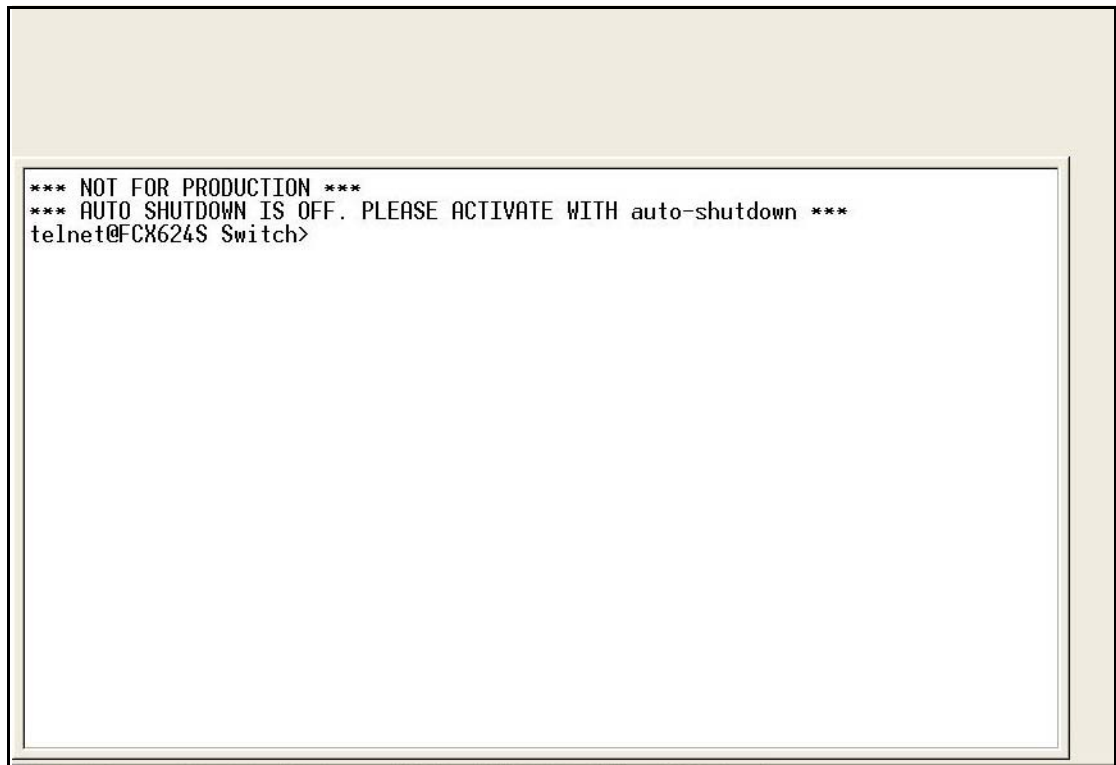 *** NOT FOR PRODUCTION ***
*** AUTO SHUTDOWN IS OFF. PLEASE ACTIVATE WITH auto-shutdown ***
telnet@FCX624S Switch>